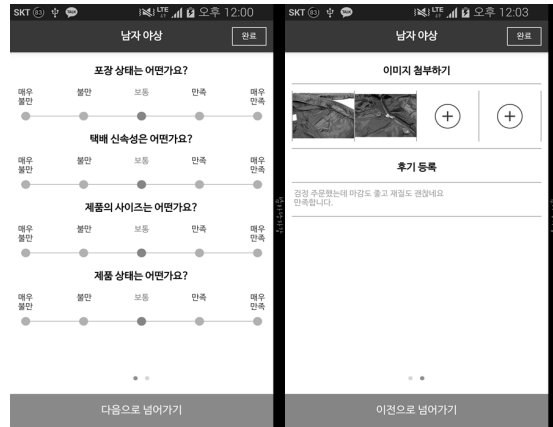 SKT 83 TALK LTE 오후 12:00
남자 야상
완료
포장 상태는 어떤가요?
매우 불만 보통 만족 매우
불만 만족
택배 신속성은 어떤가요?
매우 불만 보통 만족 매우
불만 만족
제품의 사이즈는 어떤가요?
매우 불만 보통 만족 매우
불만 만족
제품 상태는 어떤가요?
매우 불만 보통 만족 매우
불만 만족
다음으로 넘어가기
SKT 83 TALK LTE 오후 12:03
남자 야상
완료
이미지 첨부하기
후기 등록
검정 주문했는데 마감도 좋고 재질도 괜찮네요
만족합니다.
이전으로 넘어가기